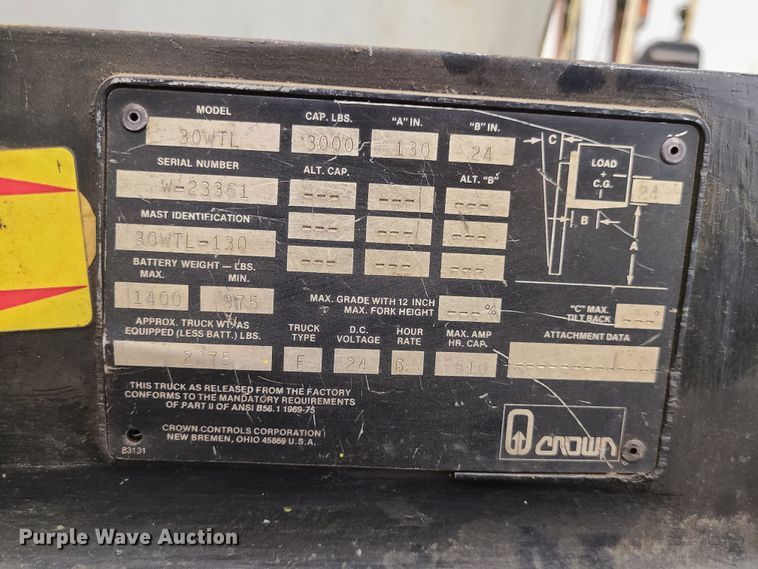 MODEL CAP. LBS. "A" IN. "B" IN.
30WTL 3000 130 24
SERIAL NUMBER ALT. CAP. ALT. "B"
W-23361 --- --- ---
MAST IDENTIFICATION --- --- ---
30WTL-130 --- --- ---
BATTERY WEIGHT — LBS.
MAX. MIN.
1400 975
MAX. GRADE WITH 12 INCH
MAX. FORK HEIGHT ---%
"C" MAX.
TILT BACK ---°
C
LOAD
+
C.G.
24
B
A
APPROX. TRUCK WT. AS
EQUIPPED (LESS BATT.) LBS.
TRUCK TYPE
D.C. VOLTAGE
HOUR RATE
MAX. AMP HR. CAP.
ATTACHMENT DATA
24 6 510
THIS TRUCK AS RELEASED FROM THE FACTORY
CONFORMS TO THE MANDATORY REQUIREMENTS
OF PART II OF ANSI B56.1 1969-75
CROWN CONTROLS CORPORATION
NEW BREMEN, OHIO 45869 U.S.A.
83131
CROWN
Purple Wave Auction